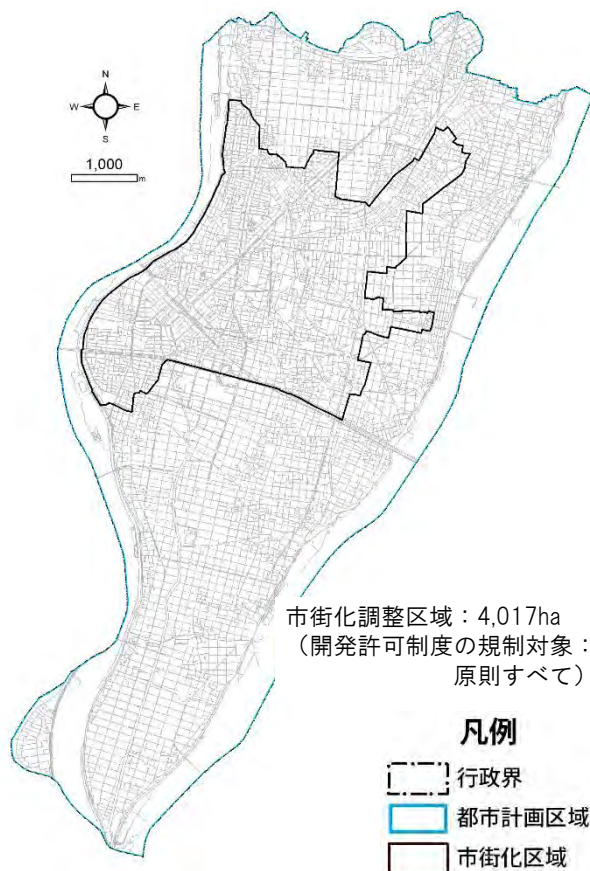 N
W E
S
1,000
m
市街化調整区域：4,017ha
（開発許可制度の規制対象：
原則すべて）
凡例
行政界
都市計画区域
市街化区域